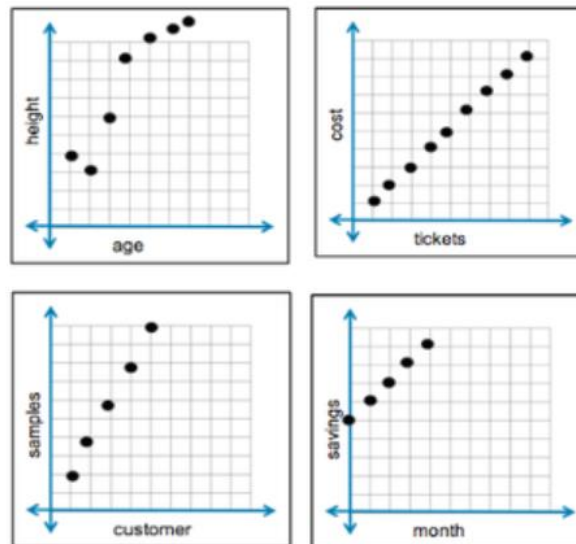 height
age
cost
tickets
samples
customer
savings
month